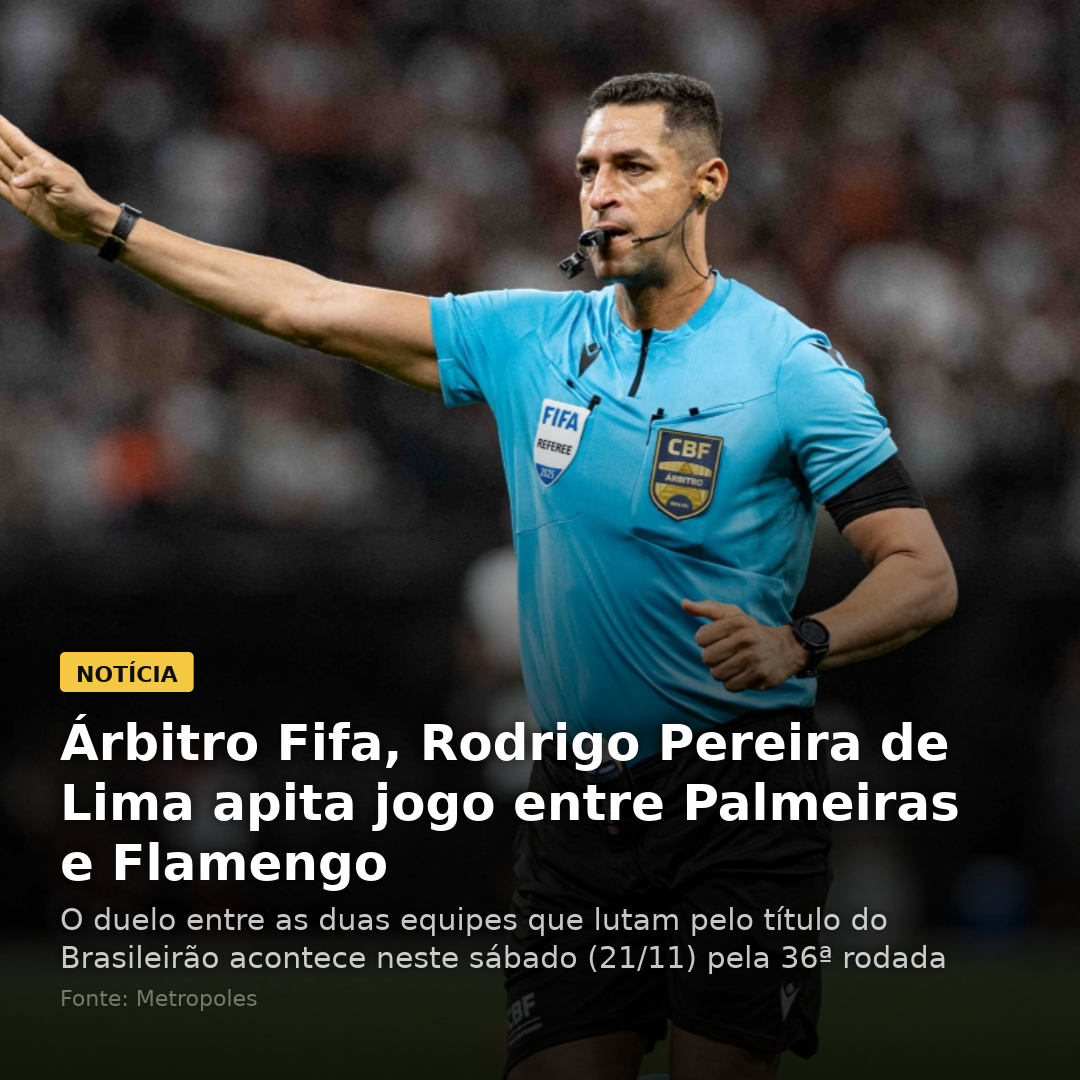 FIFA
REFEREE
2025
CBF
ÁRBITRO
BRASIL
NOTÍCIA
Árbitro Fifa, Rodrigo Pereira de
Lima apita jogo entre Palmeiras
e Flamengo
O duelo entre as duas equipes que lutam pelo título do
Brasileirão acontece neste sábado (21/11) pela 36ª rodada
Fonte: Metropoles
CBF